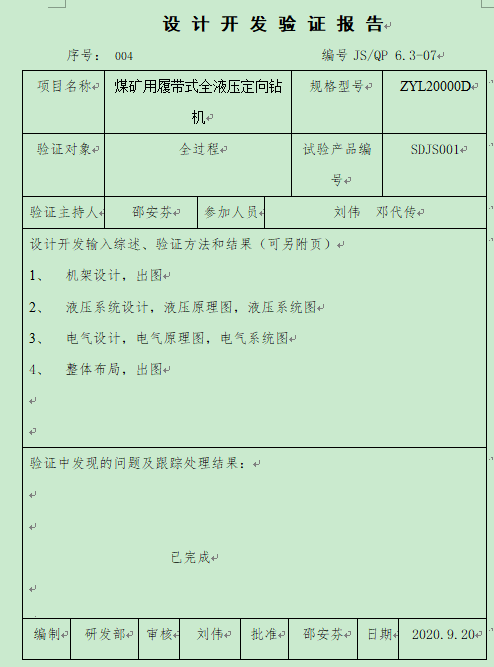 设 计 开 发 验 证 报 告
序号： 004 编号 JS/QP 6.3-07
项目名称 煤矿用履带式全液压定向钻机 规格型号 ZYL20000D
验证对象 全过程 试验产品编号 SDJS001
验证主持人 邵安芬 参加人员 刘伟 邓代传
设计开发输入综述、验证方法和结果（可另附页）
1、 机架设计，出图
2、 液压系统设计，液压原理图，液压系统图
3、 电气设计，电气原理图，电气系统图
4、 整体布局，出图
验证中发现的问题及跟踪处理结果：
已完成
编制 研发部 审核 刘伟 批准 邵安芬 日期 2020.9.20